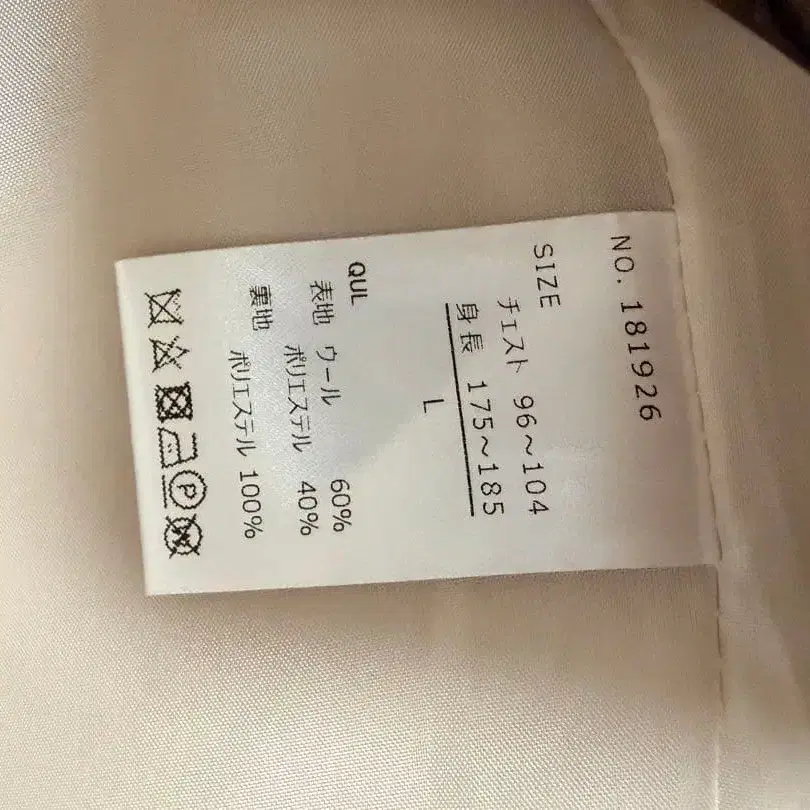 NO. 181926
SIZE
チェスト 96～104
身長 175～185
L
QUL
表地 ウール 60%
ポリエステル 40%
裏地 ポリエステル 100%
P
W